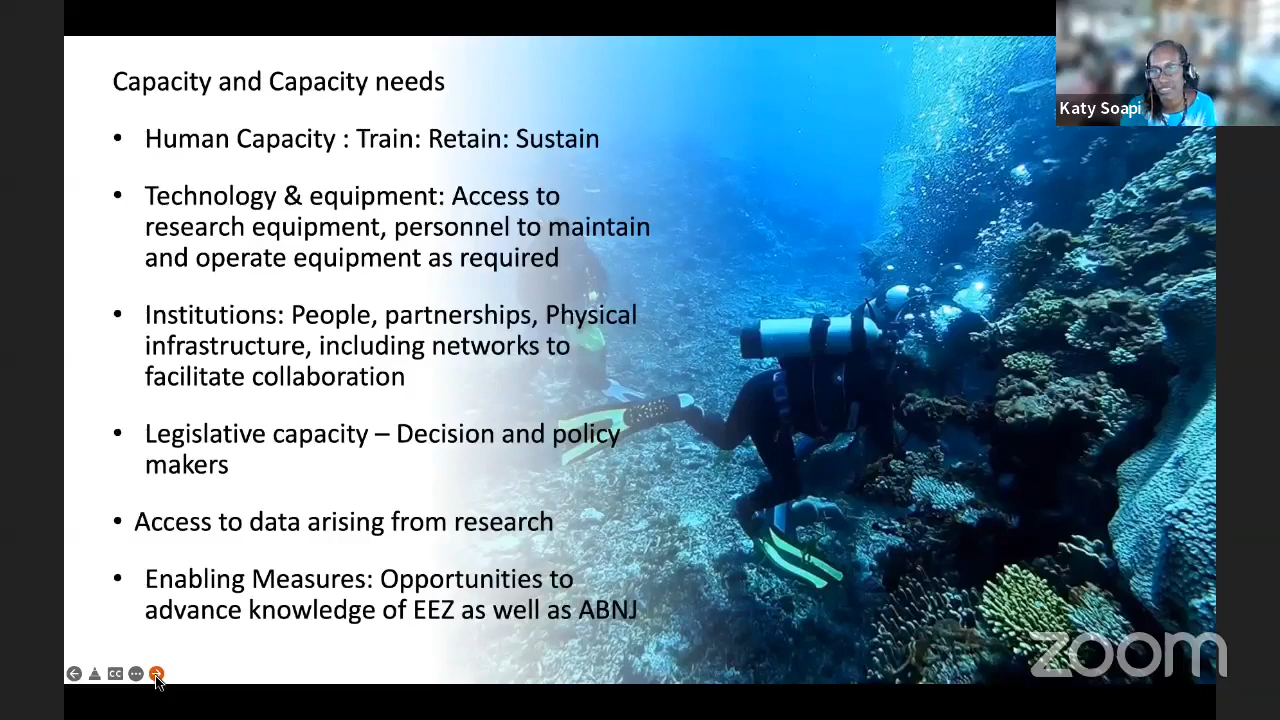 Capacity and Capacity needs
• Human Capacity : Train: Retain: Sustain
• Technology & equipment: Access to
research equipment, personnel to maintain
and operate equipment as required
• Institutions: People, partnerships, Physical
infrastructure, including networks to
facilitate collaboration
• Legislative capacity – Decision and policy
makers
• Access to data arising from research
• Enabling Measures: Opportunities to
advance knowledge of EEZ as well as ABNJ
Katy Soapi
CC
zoom